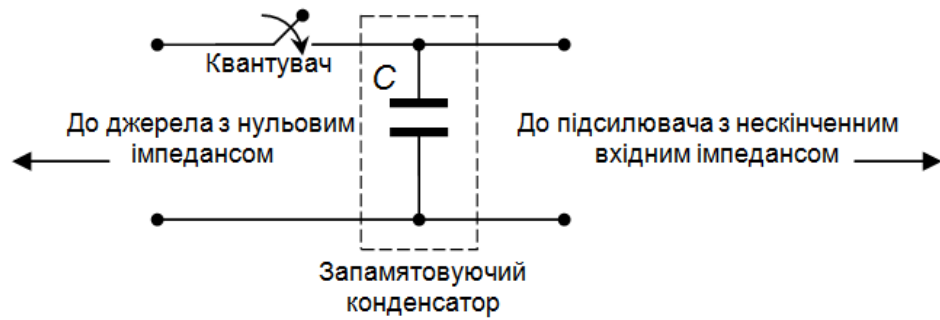 Квантувач
C
До джерела з нульовим
імпедансом
До підсилювача з нескінченним
вхідним імпедансом
Запамятовуючий
конденсатор